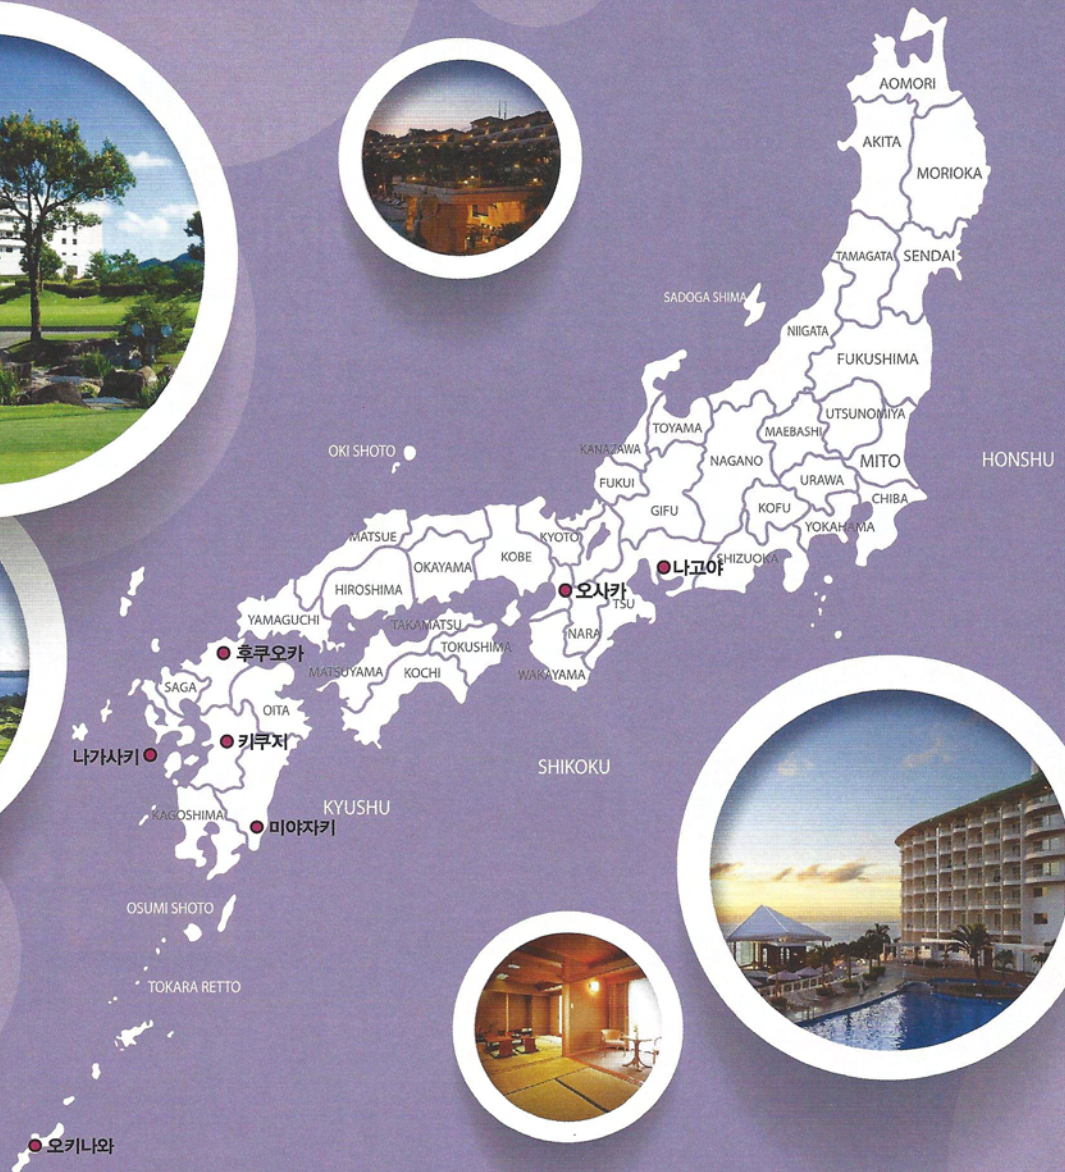 AOMORI
AKITA
MORIOKA
TAMAGATA
SENDAI
SADOGA SHIMA
NIIGATA
FUKUSHIMA
UTSUNOMIYA
TOYAMA
MAEBASHI
KANAZAWA
OKI SHOTO
NAGANO
MITO
HONSHU
FUKUI
URAWA
CHIBA
GIFU
KOFU
YOKAHAMA
MATSUE
KYOTO
KOBE
SHIZUOKA
나고야
OKAYAMA
HIROSHIMA
오사카
TSU
YAMAGUCHI
TAKAMATSU
NARA
TOKUSHIMA
후쿠오카
MATSUYAMA
KOCHI
WAKAYAMA
SAGA
OITA
키쿠지
나가사키
SHIKOKU
KYUSHU
KAGOSHIMA
미야자키
OSUMI SHOTO
TOKARA RETTO
오키나와